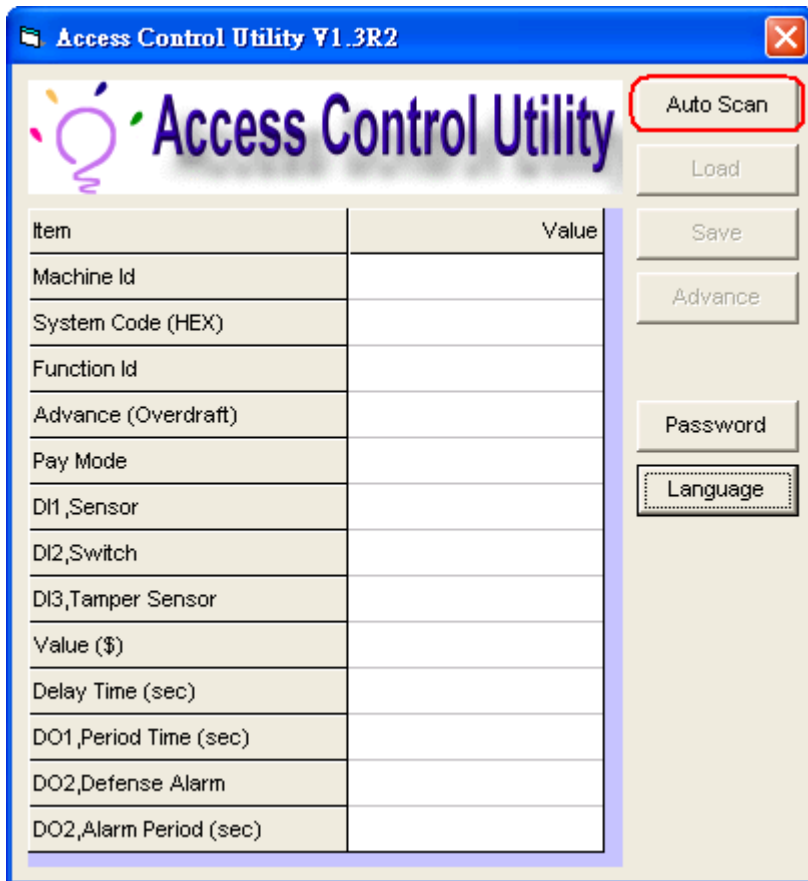 Access Control Utility V1.3R2
Access Control Utility
Auto Scan
Load
Save
Advance
Password
Language
Item Value
Machine Id
System Code (HEX)
Function Id
Advance (Overdraft)
Pay Mode
DI1,Sensor
DI2,Switch
DI3,Tamper Sensor
Value ($)
Delay Time (sec)
DO1,Period Time (sec)
DO2,Defense Alarm
DO2,Alarm Period (sec)